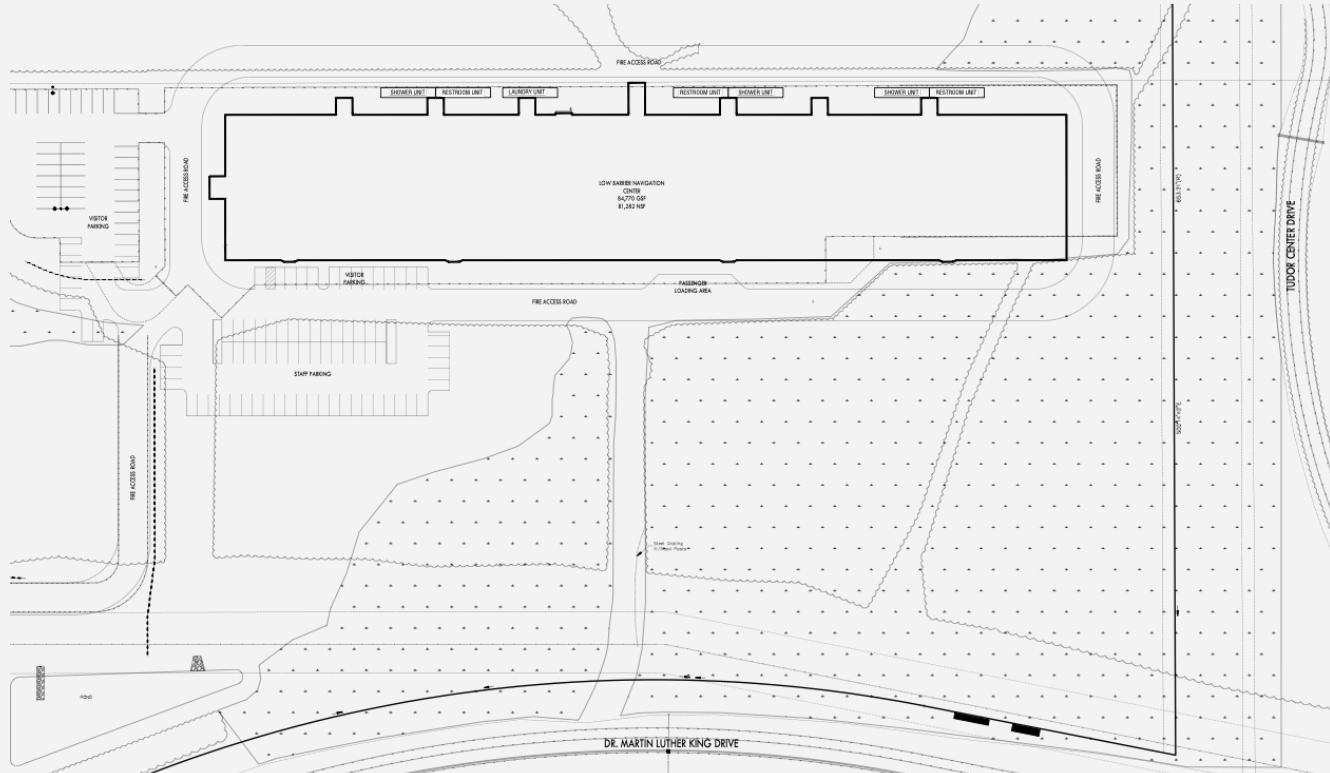 FIRE ACCESS ROAD
SHOWER UNIT
RESTROOM UNIT
LAUNDRY UNIT
RESTROOM UNIT
SHOWER UNIT
SHOWER UNIT
RESTROOM UNIT
FIRE ACCESS ROAD
LOW BARRIER NAVIGATION
CENTER
84,770 GSF
81,282 NSF
FIRE ACCESS ROAD
TUDOR CENTER DRIVE
VISITOR
PARKING
VISITOR
PARKING
PASSENGER
LOADING AREA
FIRE ACCESS ROAD
STAFF PARKING
FIRE ACCESS ROAD
POND
DR. MARTIN LUTHER KING DRIVE